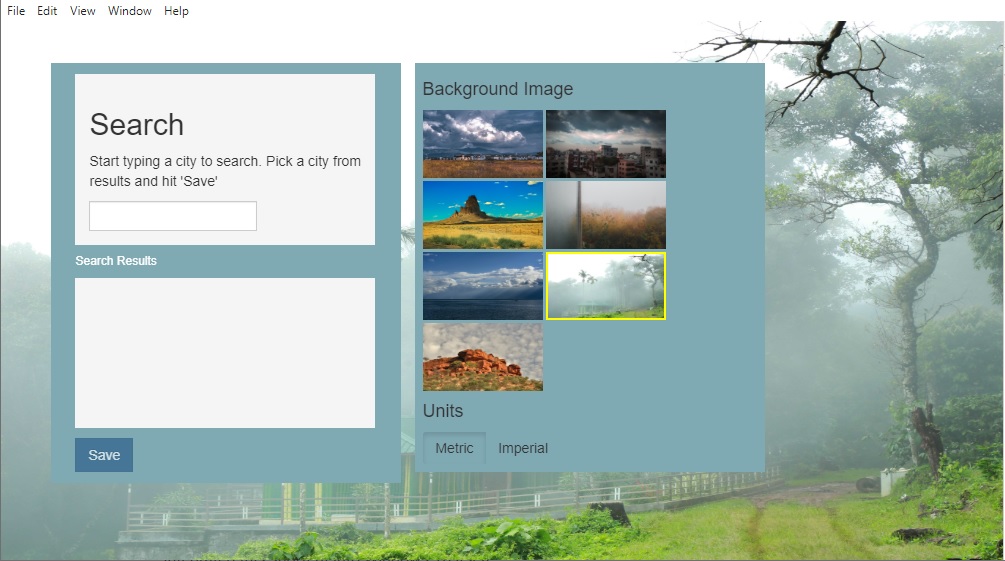 File Edit View Window Help
Search
Start typing a city to search. Pick a city from
results and hit 'Save'
Search Results
Save
Background Image
Units
Metric Imperial